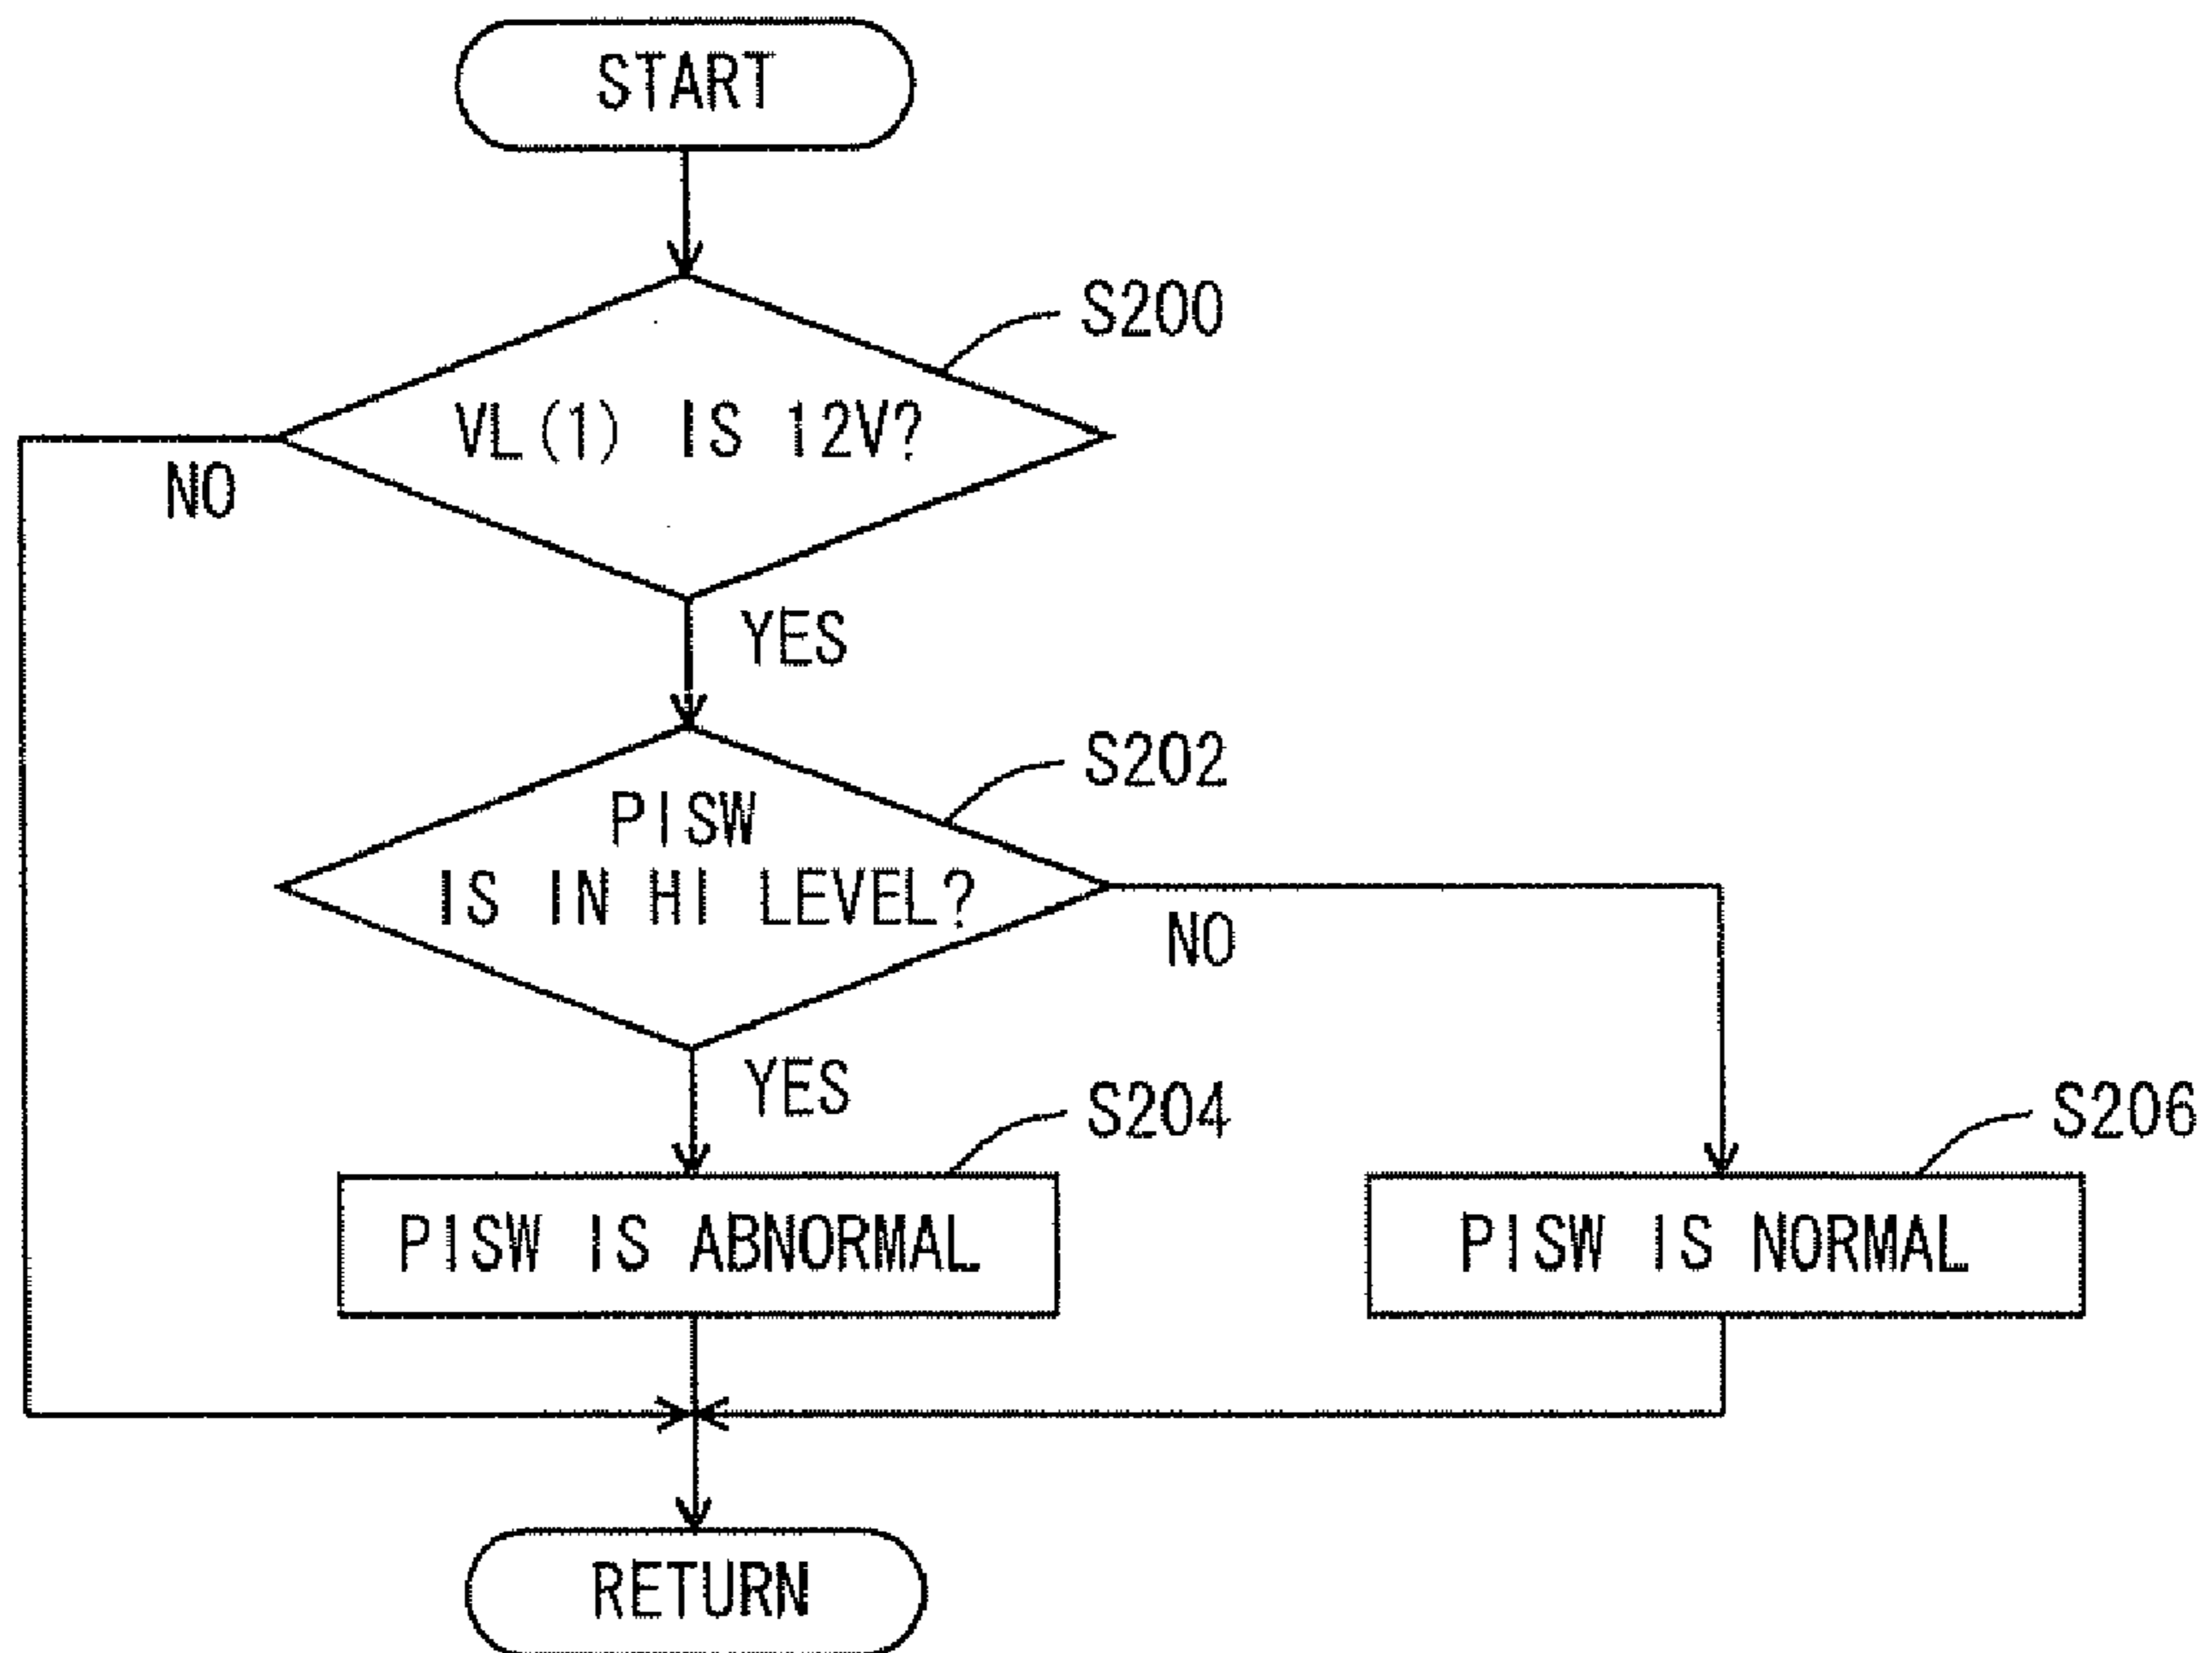 START
S200
VL(1) IS 12V?
NO
YES
S202
PISW
IS IN HI LEVEL?
NO
YES
S204
S206
PISW IS ABNORMAL
PISW IS NORMAL
RETURN